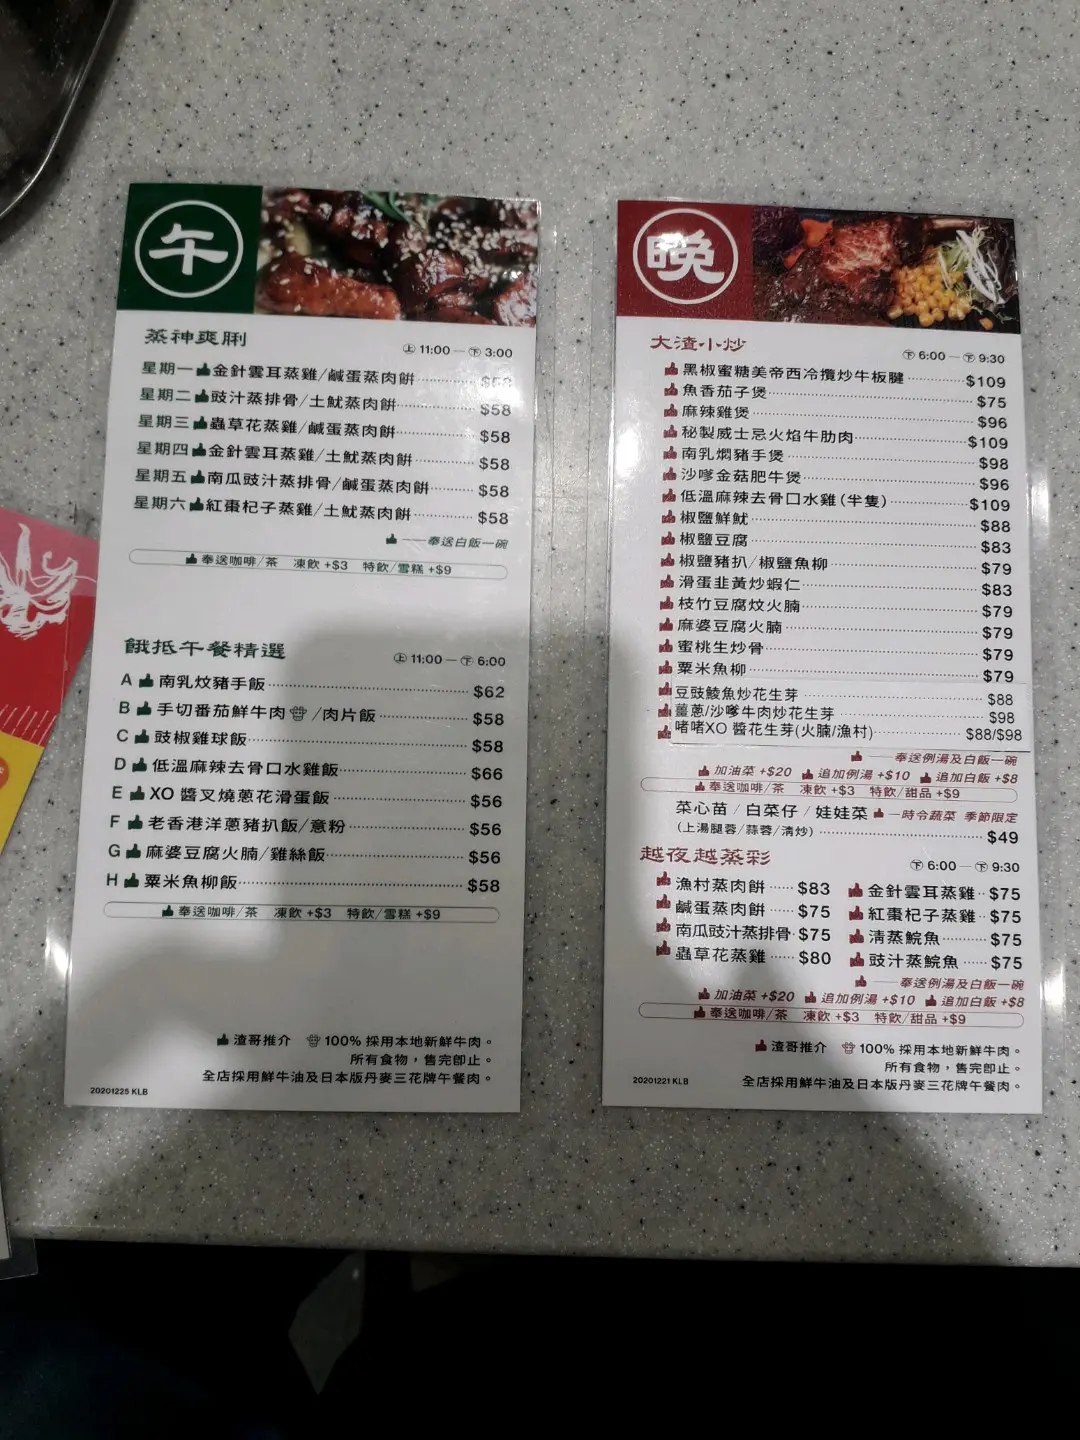 午
蒸神爽脷
上 11:00 — 下 3:00
星期一 金針雲耳蒸雞/鹹蛋蒸肉餅 $58
星期二 豉汁蒸排骨/土魷蒸肉餅 $58
星期三 蟲草花蒸雞/鹹蛋蒸肉餅 $58
星期四 金針雲耳蒸雞/土魷蒸肉餅 $58
星期五 南瓜豉汁蒸排骨/鹹蛋蒸肉餅 $58
星期六 紅棗杞子蒸雞/土魷蒸肉餅 $58
——奉送白飯一碗
奉送咖啡/茶 凍飲 +$3 特飲/雪糕 +$9
餓抵午餐精選
上 11:00 — 下 6:00
A 南乳炆豬手飯 $62
B 手切番茄鮮牛肉 /肉片飯 $58
C 豉椒雞球飯 $58
D 低溫麻辣去骨口水雞飯 $66
E XO 醬叉燒蔥花滑蛋飯 $56
F 老香港洋蔥豬扒飯/意粉 $56
G 麻婆豆腐火腩/雞絲飯 $56
H 粟米魚柳飯 $58
奉送咖啡/茶 凍飲 +$3 特飲/雪糕 +$9
渣哥推介 100% 採用本地新鮮牛肉。
所有食物，售完即止。
全店採用鮮牛油及日本版丹麥三花牌午餐肉。
20201225 KLB
晚
大渣小炒
下 6:00 — 下 9:30
黑椒蜜糖美帝西冷攬炒牛板腱 $109
魚香茄子煲 $75
麻辣雞煲 $96
秘製威士忌火焰牛肋肉 $109
南乳燜豬手煲 $98
沙嗲金菇肥牛煲 $96
低溫麻辣去骨口水雞(半隻) $109
椒鹽鮮魷 $88
椒鹽豆腐 $83
椒鹽豬扒/椒鹽魚柳 $79
滑蛋韭黃炒蝦仁 $83
枝竹豆腐炆火腩 $79
麻婆豆腐火腩 $79
蜜桃生炒骨 $79
粟米魚柳 $79
豆豉鯪魚炒花生芽 $88
薑蔥/沙嗲牛肉炒花生芽 $98
啫啫XO 醬花生芽(火腩/漁村) $88/$98
——奉送例湯及白飯一碗
加油菜 +$20 追加例湯 +$10 追加白飯 +$8
奉送咖啡/茶 凍飲 +$3 特飲/甜品 +$9
菜心苗 / 白菜仔 / 娃娃菜 —時令蔬菜 季節限定
(上湯腿蓉/蒜蓉/清炒) $49
越夜越蒸彩
下 6:00 — 下 9:30
漁村蒸肉餅 $83 金針雲耳蒸雞 $75
鹹蛋蒸肉餅 $75 紅棗杞子蒸雞 $75
南瓜豉汁蒸排骨 $75 清蒸鯇魚 $75
蟲草花蒸雞 $80 豉汁蒸鯇魚 $75
——奉送例湯及白飯一碗
加油菜 +$20 追加例湯 +$10 追加白飯 +$8
奉送咖啡/茶 凍飲 +$3 特飲/甜品 +$9
渣哥推介 100% 採用本地新鮮牛肉。
所有食物，售完即止。
20201221 KLB 全店採用鮮牛油及日本版丹麥三花牌午餐肉。